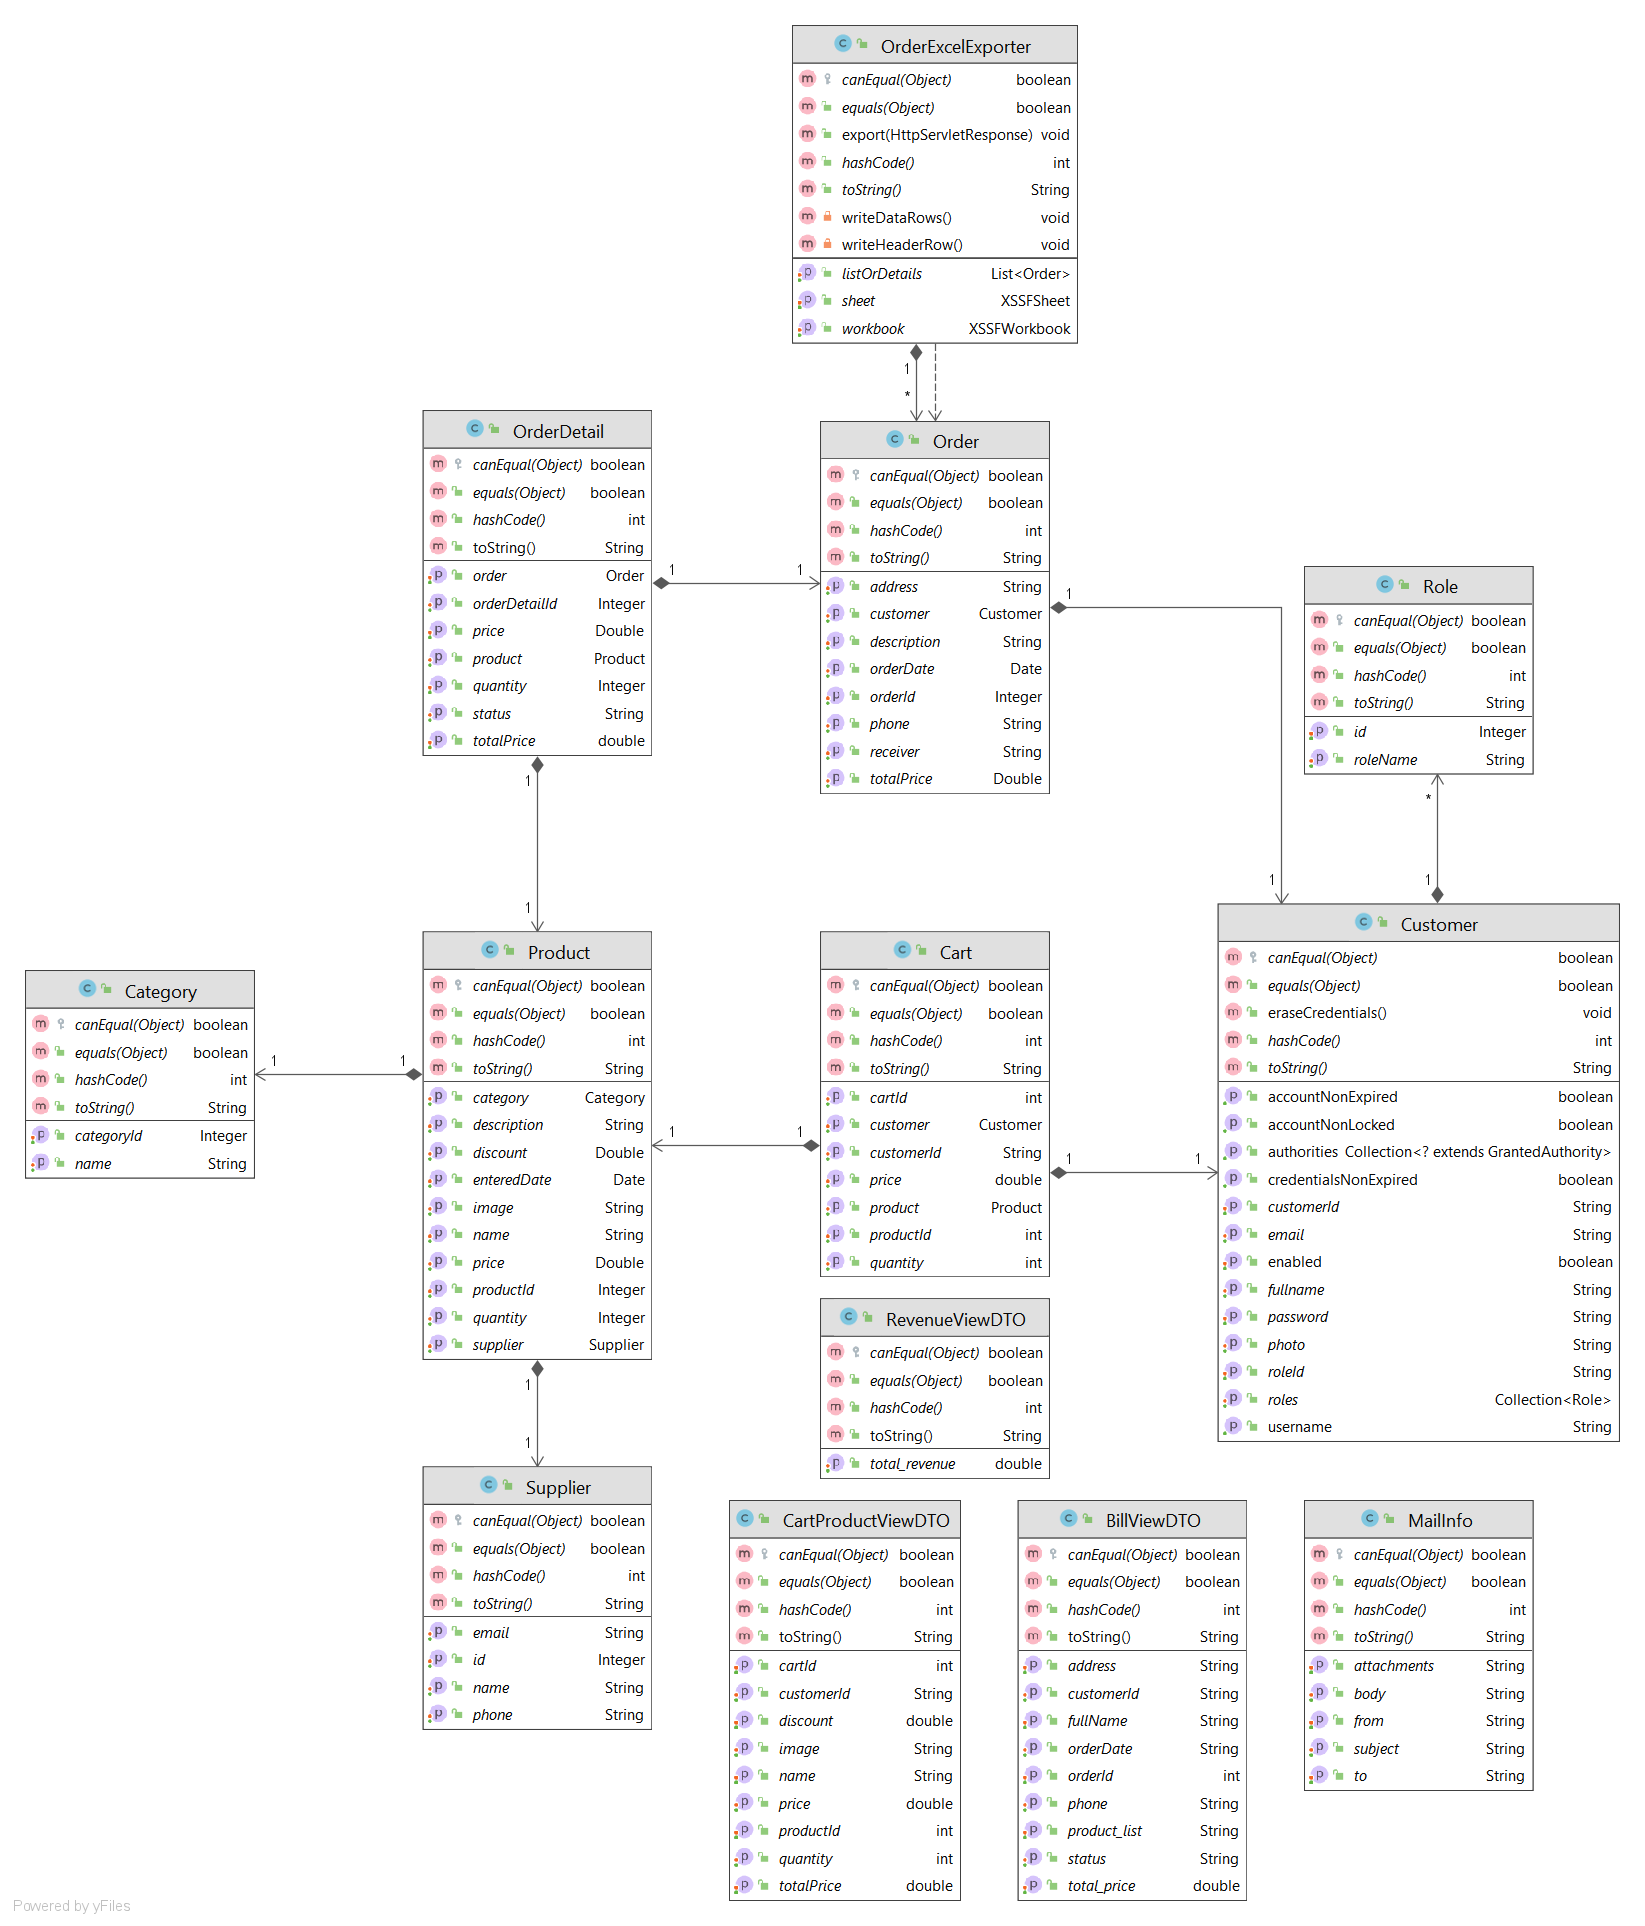 OrderExcelExporter
canEqual(Object) boolean
equals(Object) boolean
export(HttpServletResponse) void
hashCode() int
toString() String
writeDataRows() void
writeHeaderRow() void
listOrDetails List<Order>
sheet XSSFSheet
workbook XSSFWorkbook
1
*
OrderDetail
canEqual(Object) boolean
equals(Object) boolean
hashCode() int
toString() String
order Order
orderDetailId Integer
price Double
product Product
quantity Integer
status String
totalPrice double
1 1
1
1
Order
canEqual(Object) boolean
equals(Object) boolean
hashCode() int
toString() String
address String
customer Customer
description String
orderDate Date
orderId Integer
phone String
receiver String
totalPrice Double
1
1
Role
canEqual(Object) boolean
equals(Object) boolean
hashCode() int
toString() String
id Integer
roleName String
*
1
Category
canEqual(Object) boolean
equals(Object) boolean
hashCode() int
toString() String
categoryId Integer
name String
1 1
Product
canEqual(Object) boolean
equals(Object) boolean
hashCode() int
toString() String
category Category
description String
discount Double
enteredDate Date
image String
name String
price Double
productId Integer
quantity Integer
supplier Supplier
1 1
1
1
Cart
canEqual(Object) boolean
equals(Object) boolean
hashCode() int
toString() String
cartId int
customer Customer
customerId String
price double
product Product
productId int
quantity int
1 1
Customer
canEqual(Object) boolean
equals(Object) boolean
eraseCredentials() void
hashCode() int
toString() String
accountNonExpired boolean
accountNonLocked boolean
authorities Collection<? extends GrantedAuthority>
credentialsNonExpired boolean
customerId String
email String
enabled boolean
fullname String
password String
photo String
roleId String
roles Collection<Role>
username String
RevenueViewDTO
canEqual(Object) boolean
equals(Object) boolean
hashCode() int
toString() String
total_revenue double
Supplier
canEqual(Object) boolean
equals(Object) boolean
hashCode() int
toString() String
email String
id Integer
name String
phone String
CartProductViewDTO
canEqual(Object) boolean
equals(Object) boolean
hashCode() int
toString() String
cartId int
customerId String
discount double
image String
name String
price double
productId int
quantity int
totalPrice double
BillViewDTO
canEqual(Object) boolean
equals(Object) boolean
hashCode() int
toString() String
address String
customerId String
fullName String
orderDate String
orderId int
phone String
product_list String
status String
total_price double
MailInfo
canEqual(Object) boolean
equals(Object) boolean
hashCode() int
toString() String
attachments String
body String
from String
subject String
to String
Powered by yFiles